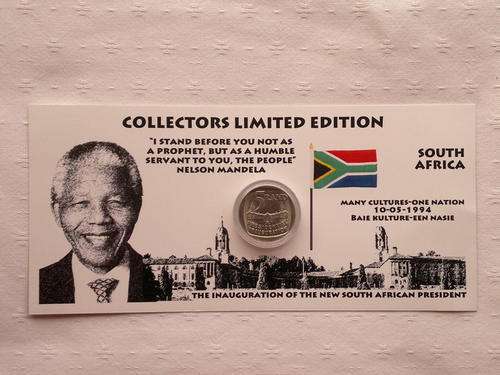 COLLECTORS LIMITED EDITION
"I STAND BEFORE YOU NOT AS
A PROPHET, BUT AS A HUMBLE
SERVANT TO YOU, THE PEOPLE"
NELSON MANDELA
SOUTH
AFRICA
MANY CULTURES-ONE NATION
10-05-1994
BAIE KULTURE-EEN NASIE
THE INAUGURATION OF THE NEW SOUTH AFRICAN PRESIDENT